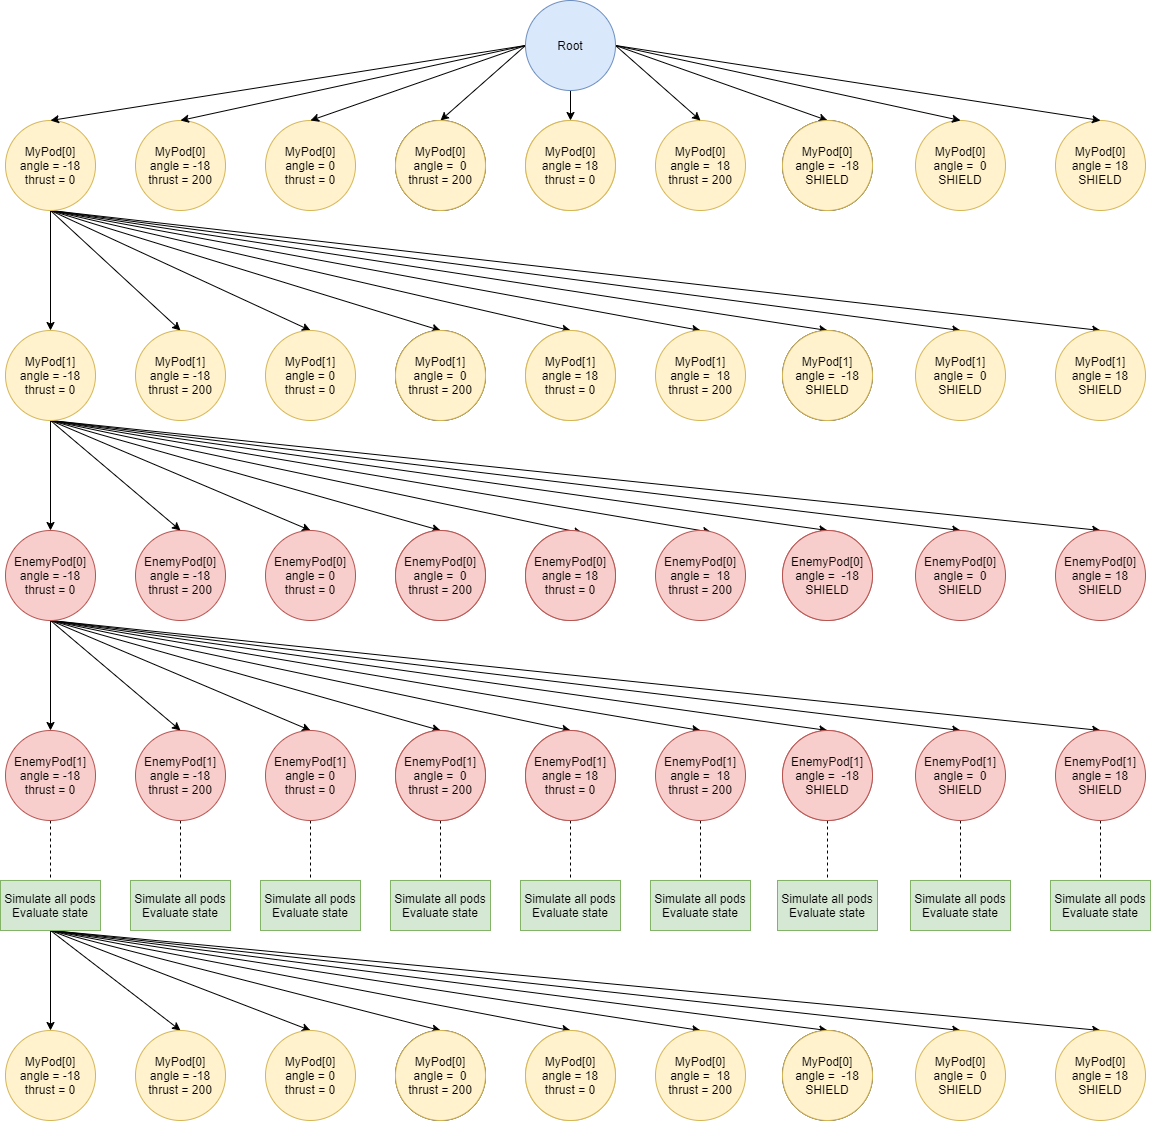 Root
MyPod[0]
angle = -18
thrust = 0
MyPod[0]
angle = -18
thrust = 200
MyPod[0]
angle = 0
thrust = 0
MyPod[0]
angle =  0
thrust = 200
MyPod[0]
angle = 18
thrust = 0
MyPod[0]
angle =  18
thrust = 200
MyPod[0]
angle =  -18
SHIELD
MyPod[0]
angle =  0
SHIELD
MyPod[0]
angle = 18
SHIELD
MyPod[1]
angle = -18
thrust = 0
MyPod[1]
angle = -18
thrust = 200
MyPod[1]
angle = 0
thrust = 0
MyPod[1]
angle =  0
thrust = 200
MyPod[1]
angle = 18
thrust = 0
MyPod[1]
angle =  18
thrust = 200
MyPod[1]
angle =  -18
SHIELD
MyPod[1]
angle =  0
SHIELD
MyPod[1]
angle = 18
SHIELD
EnemyPod[0]
angle = -18
thrust = 0
EnemyPod[0]
angle = -18
thrust = 200
EnemyPod[0]
angle = 0
thrust = 0
EnemyPod[0]
angle =  0
thrust = 200
EnemyPod[0]
angle = 18
thrust = 0
EnemyPod[0]
angle =  18
thrust = 200
EnemyPod[0]
angle =  -18
SHIELD
EnemyPod[0]
angle =  0
SHIELD
EnemyPod[0]
angle = 18
SHIELD
EnemyPod[1]
angle = -18
thrust = 0
EnemyPod[1]
angle = -18
thrust = 200
EnemyPod[1]
angle = 0
thrust = 0
EnemyPod[1]
angle =  0
thrust = 200
EnemyPod[1]
angle = 18
thrust = 0
EnemyPod[1]
angle =  18
thrust = 200
EnemyPod[1]
angle =  -18
SHIELD
EnemyPod[1]
angle =  0
SHIELD
EnemyPod[1]
angle = 18
SHIELD
Simulate all pods
Evaluate state
Simulate all pods
Evaluate state
Simulate all pods
Evaluate state
Simulate all pods
Evaluate state
Simulate all pods
Evaluate state
Simulate all pods
Evaluate state
Simulate all pods
Evaluate state
Simulate all pods
Evaluate state
Simulate all pods
Evaluate state
MyPod[0]
angle = -18
thrust = 0
MyPod[0]
angle = -18
thrust = 200
MyPod[0]
angle = 0
thrust = 0
MyPod[0]
angle =  0
thrust = 200
MyPod[0]
angle = 18
thrust = 0
MyPod[0]
angle =  18
thrust = 200
MyPod[0]
angle =  -18
SHIELD
MyPod[0]
angle =  0
SHIELD
MyPod[0]
angle = 18
SHIELD